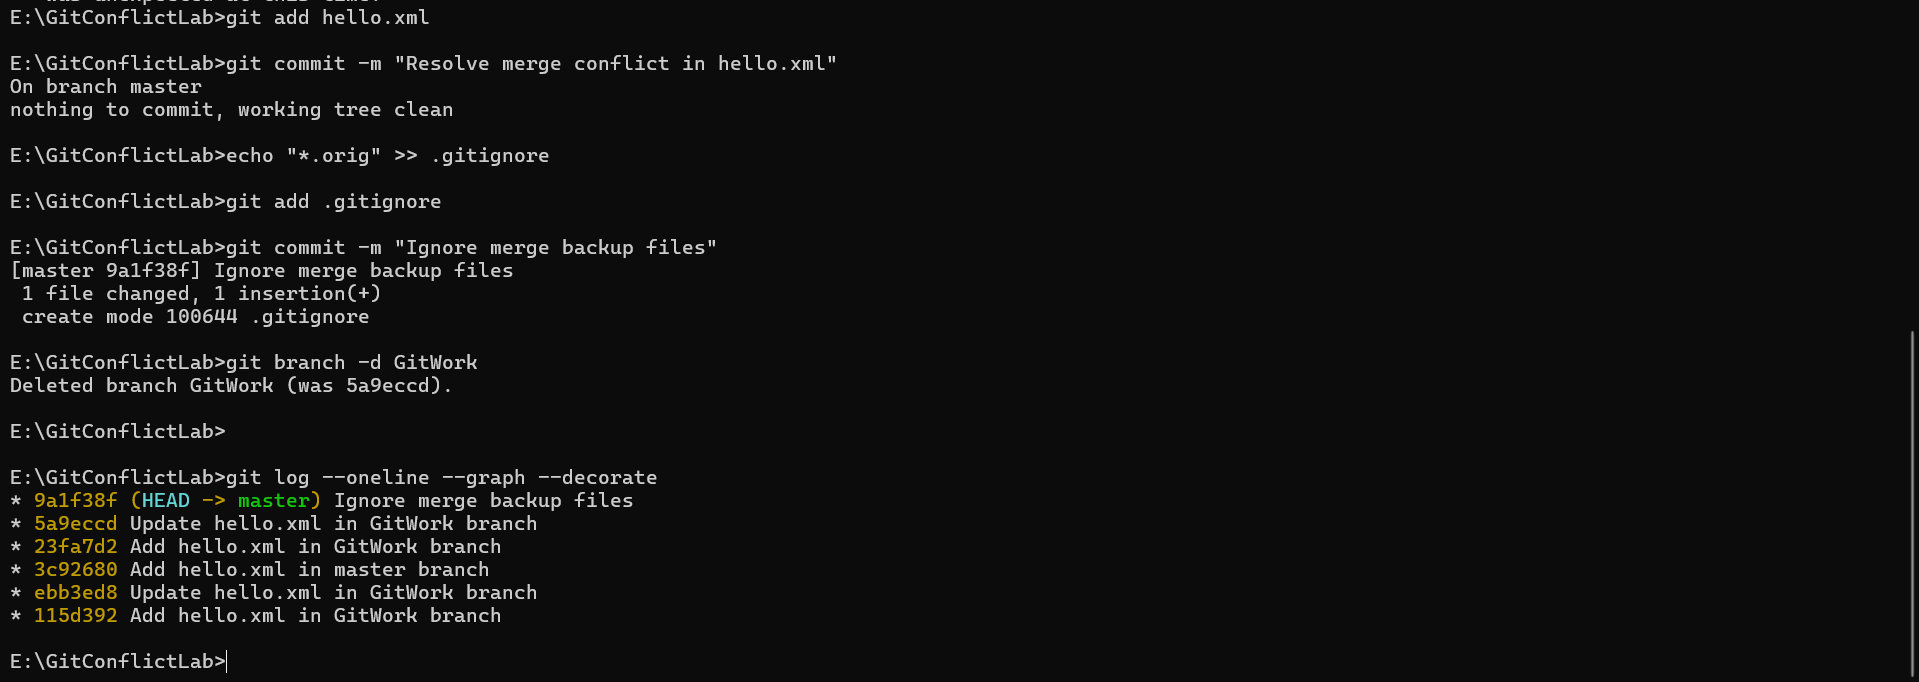 E:\GitConflictLab>git add hello.xml
E:\GitConflictLab>git commit -m "Resolve merge conflict in hello.xml"
On branch master
nothing to commit, working tree clean
E:\GitConflictLab>echo "*.orig" >> .gitignore
E:\GitConflictLab>git add .gitignore
E:\GitConflictLab>git commit -m "Ignore merge backup files"
[master 9a1f38f] Ignore merge backup files
 1 file changed, 1 insertion(+)
 create mode 100644 .gitignore
E:\GitConflictLab>git branch -d GitWork
Deleted branch GitWork (was 5a9eccd).
E:\GitConflictLab>
E:\GitConflictLab>git log --oneline --graph --decorate
* 9a1f38f (HEAD -> master) Ignore merge backup files
* 5a9eccd Update hello.xml in GitWork branch
* 23fa7d2 Add hello.xml in GitWork branch
* 3c92680 Add hello.xml in master branch
* ebb3ed8 Update hello.xml in GitWork branch
* 115d392 Add hello.xml in GitWork branch
E:\GitConflictLab>